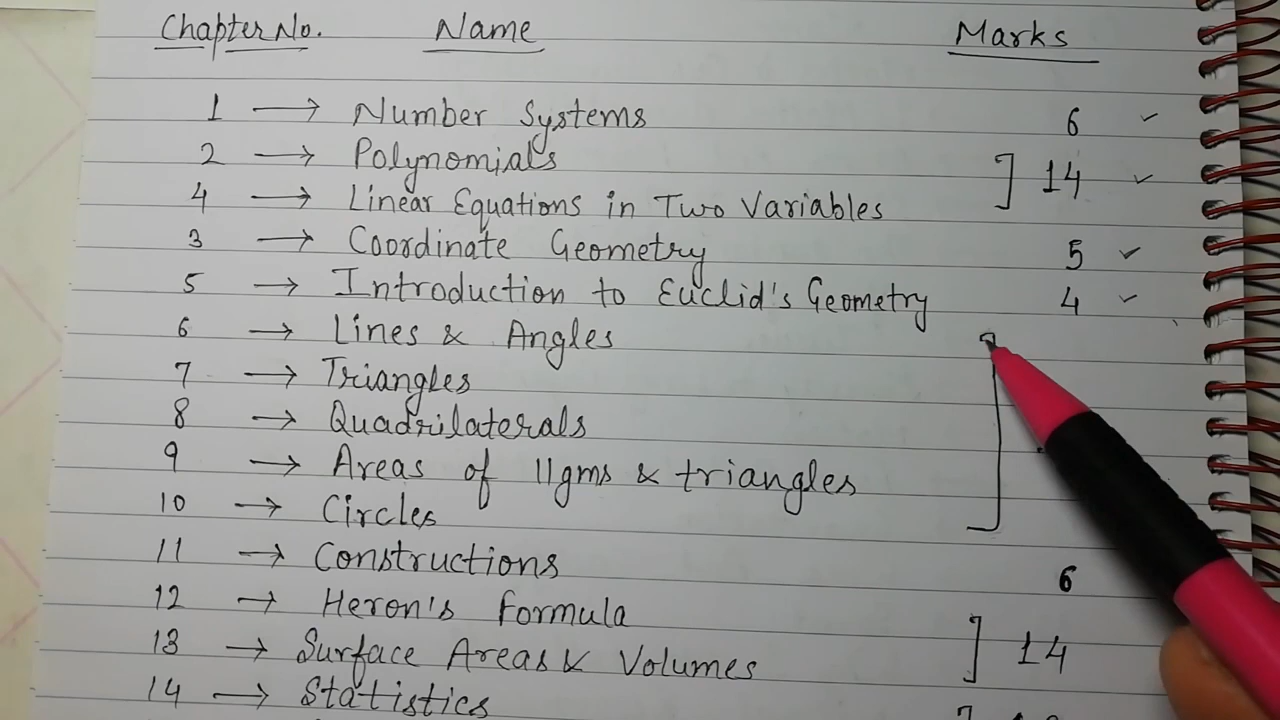 Chapter No. Name Marks
1 → Number Systems 6 ✓
2 → Polynomials
] 14 ✓
4 → Linear Equations in Two Variables
3 → Coordinate Geometry 5 ✓
5 → Introduction to Euclid's Geometry 4 ✓
6 → Lines & Angles
7 → Triangles
8 → Quadrilaterals
9 → Areas of llgms & triangles
10 → Circles
11 → Constructions 6
12 → Heron's Formula
] 14
13 → Surface Areas & Volumes
14 → Statistics